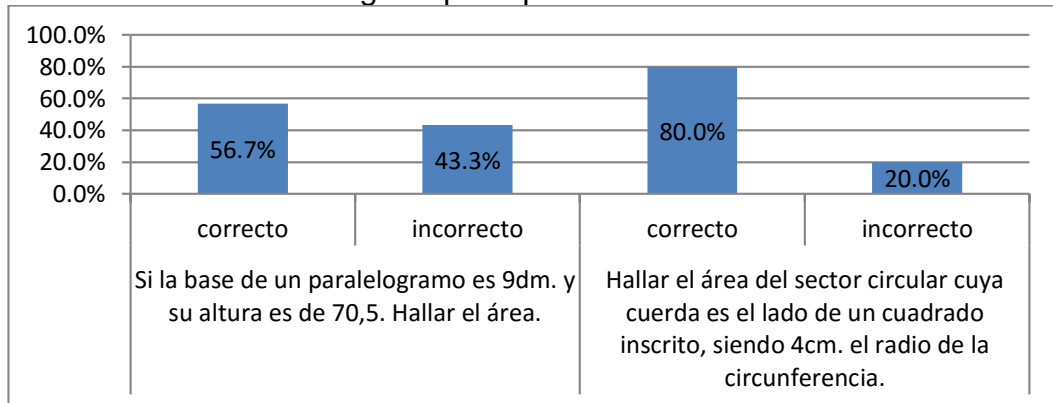 100.0%
80.0%
60.0%
40.0%
20.0%
0.0%
56.7%
43.3%
80.0%
20.0%
correcto
incorrecto
correcto
incorrecto
Si la base de un paralelogramo es 9dm. y
su altura es de 70,5. Hallar el área.
Hallar el área del sector circular cuya
cuerda es el lado de un cuadrado
inscrito, siendo 4cm. el radio de la
circunferencia.